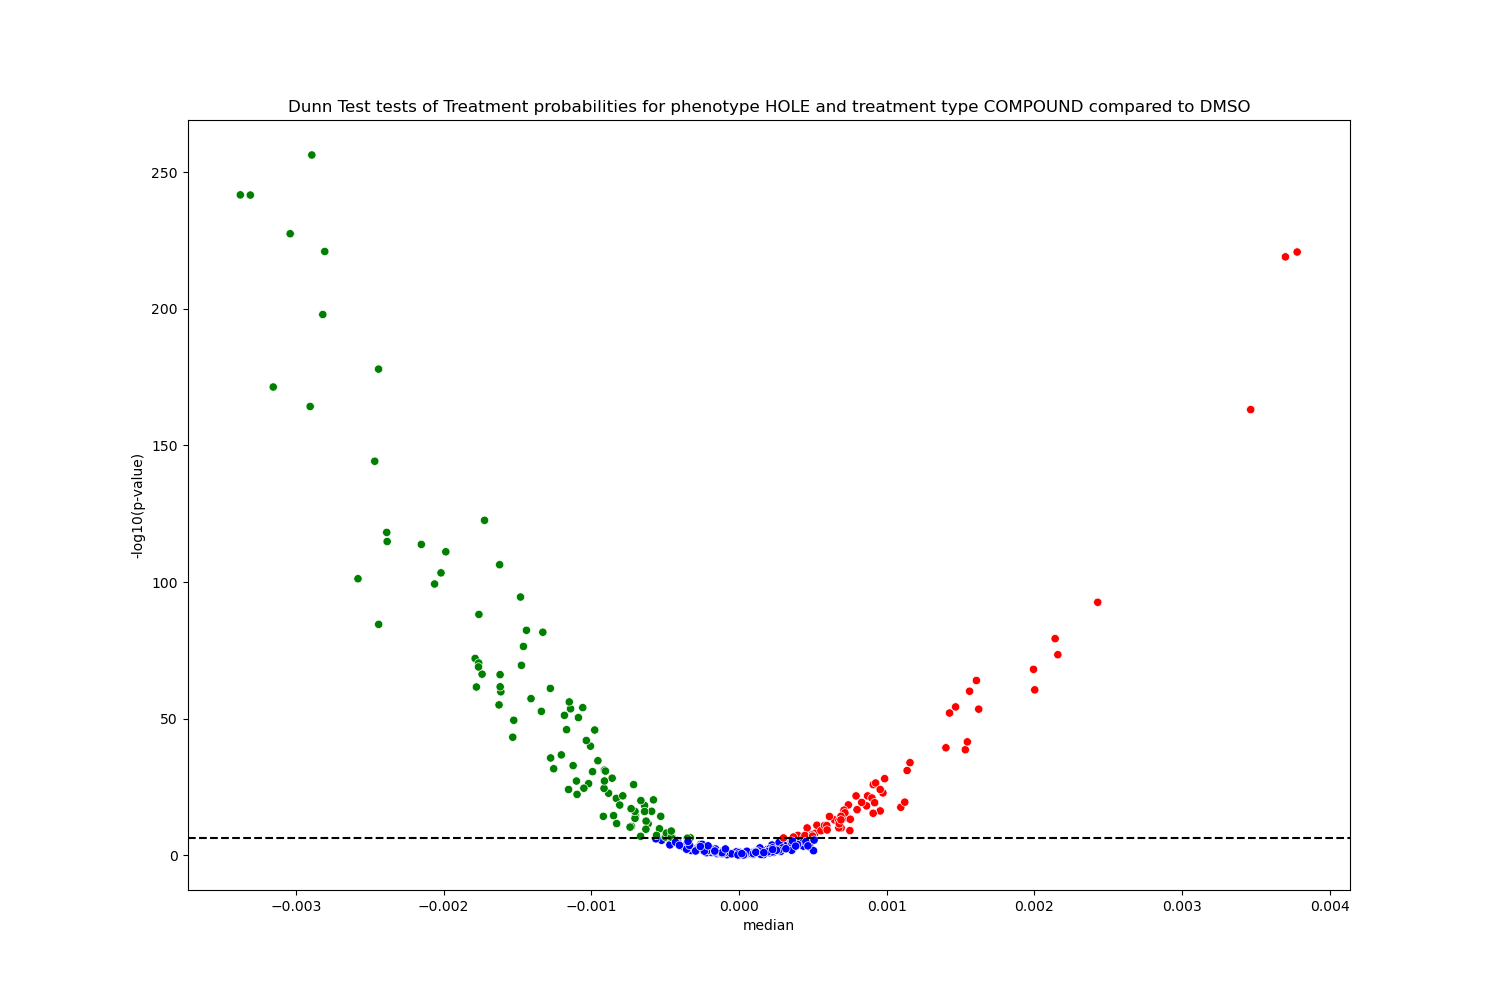 Dunn Test tests of Treatment probabilities for phenotype HOLE and treatment type COMPOUND compared to DMSO
250
200
150
100
50
0
-log10(p-value)
−0.003 −0.002 −0.001 0.000 0.001 0.002 0.003 0.004
median